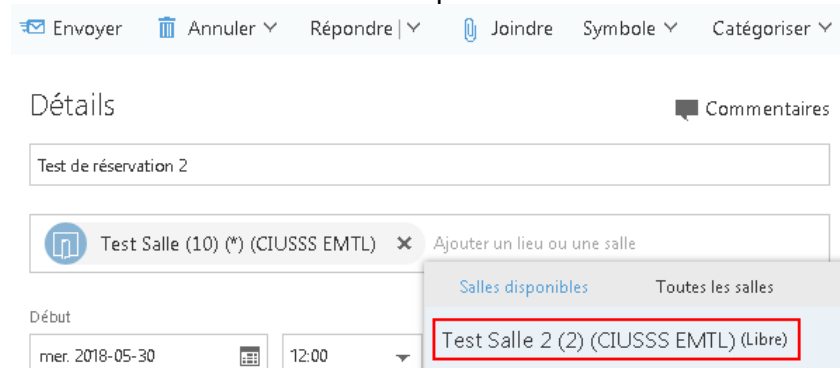 Envoyer Annuler Répondre | Joindre Symbole Catégoriser
Détails Commentaires
Test de réservation 2
Test Salle (10) (*) (CIUSSS EMTL) × Ajouter un lieu ou une salle
Salles disponibles Toutes les salles
Début
Test Salle 2 (2) (CIUSSS EMTL) (Libre)
mer. 2018-05-30 12:00